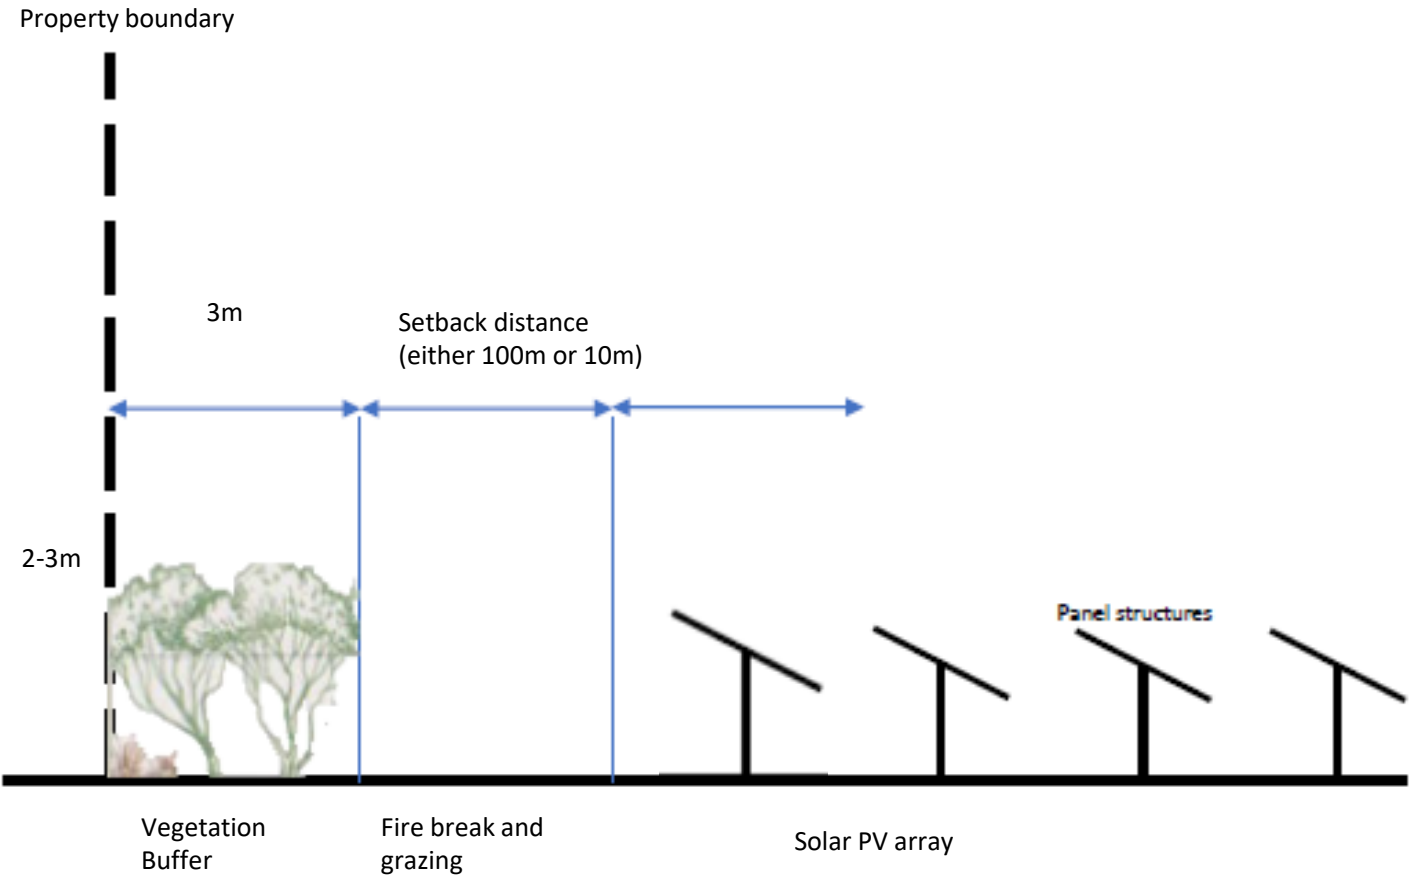 Property boundary
3m
Setback distance
(either 100m or 10m)
2-3m
Panel structures
Vegetation
Buffer
Fire break and
grazing
Solar PV array